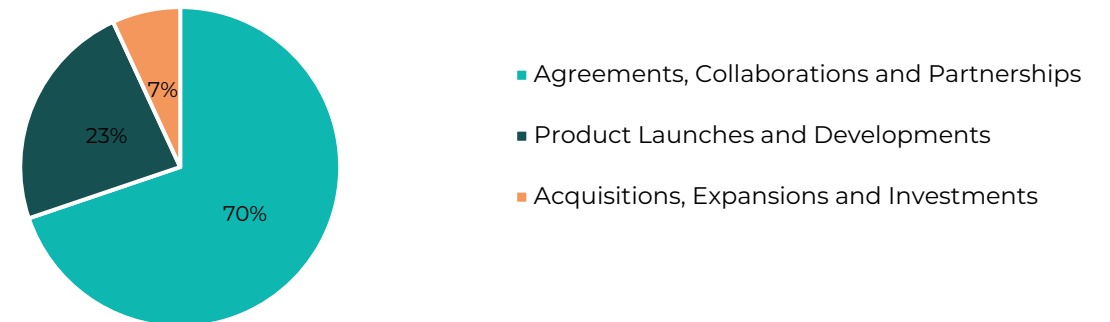 7%
23%
70%
Agreements, Collaborations and Partnerships
Product Launches and Developments
Acquisitions, Expansions and Investments